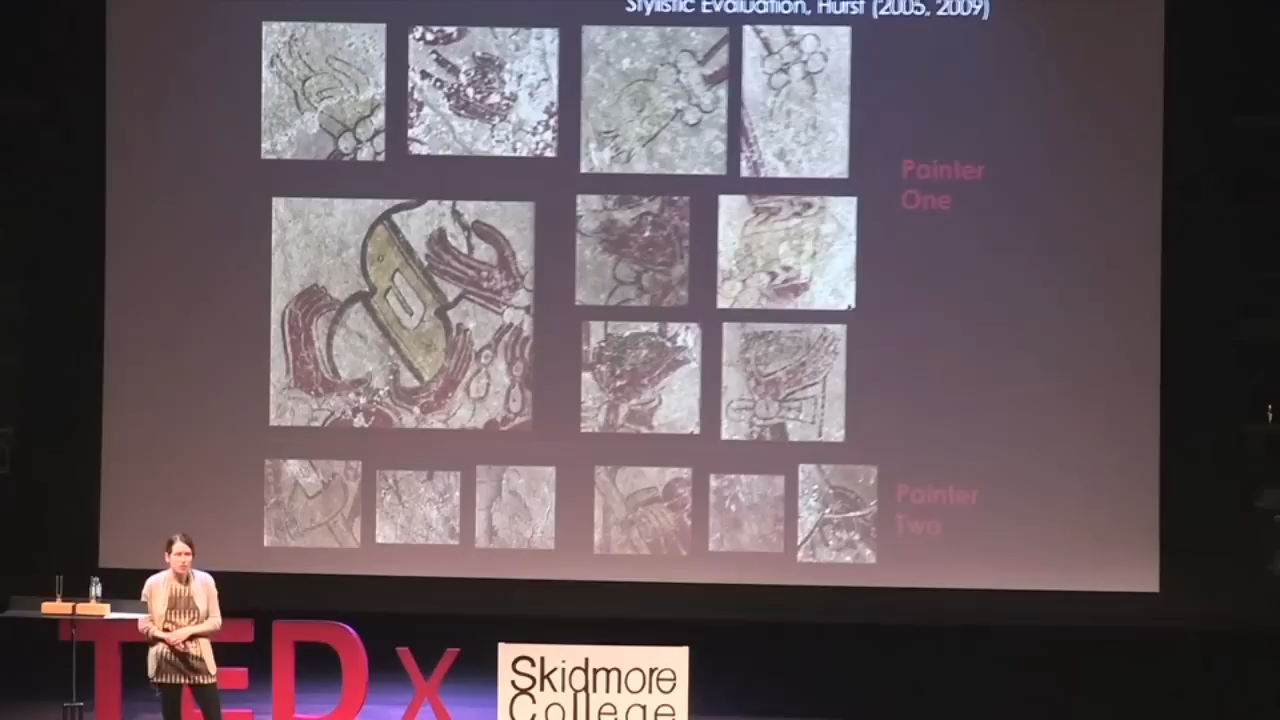 Stylistic Evaluation, Hurst (2005, 2009)
Painter
One
Painter
Two
TEDx
Skidmore
College